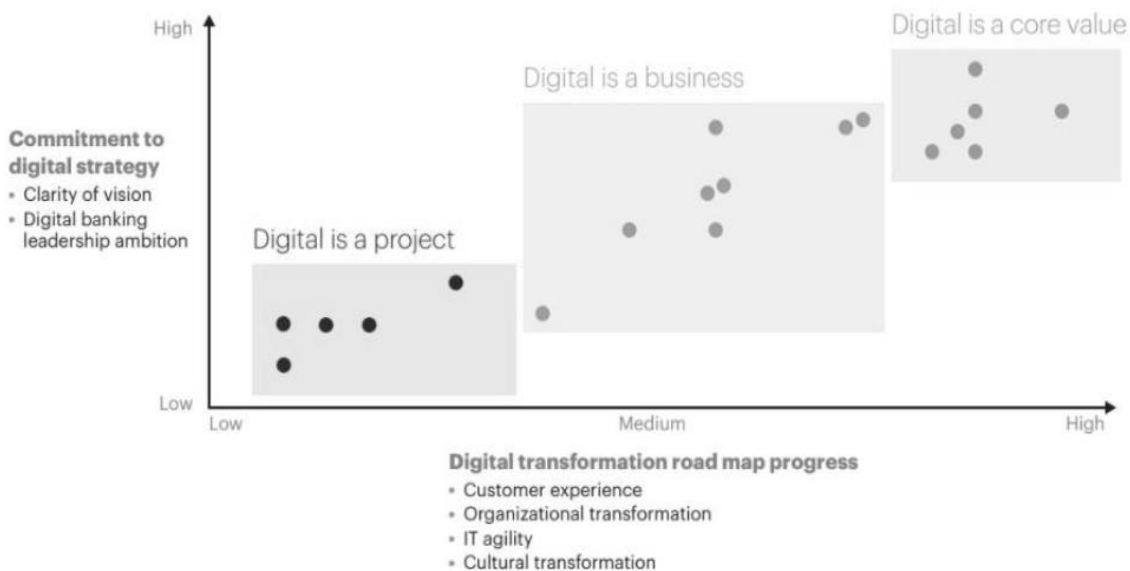 Digital is a core value
High
Digital is a business
Commitment to
digital strategy
• Clarity of vision
• Digital banking
leadership ambition
Digital is a project
Low
Low
Medium
High
Digital transformation road map progress
• Customer experience
• Organizational transformation
• IT agility
• Cultural transformation